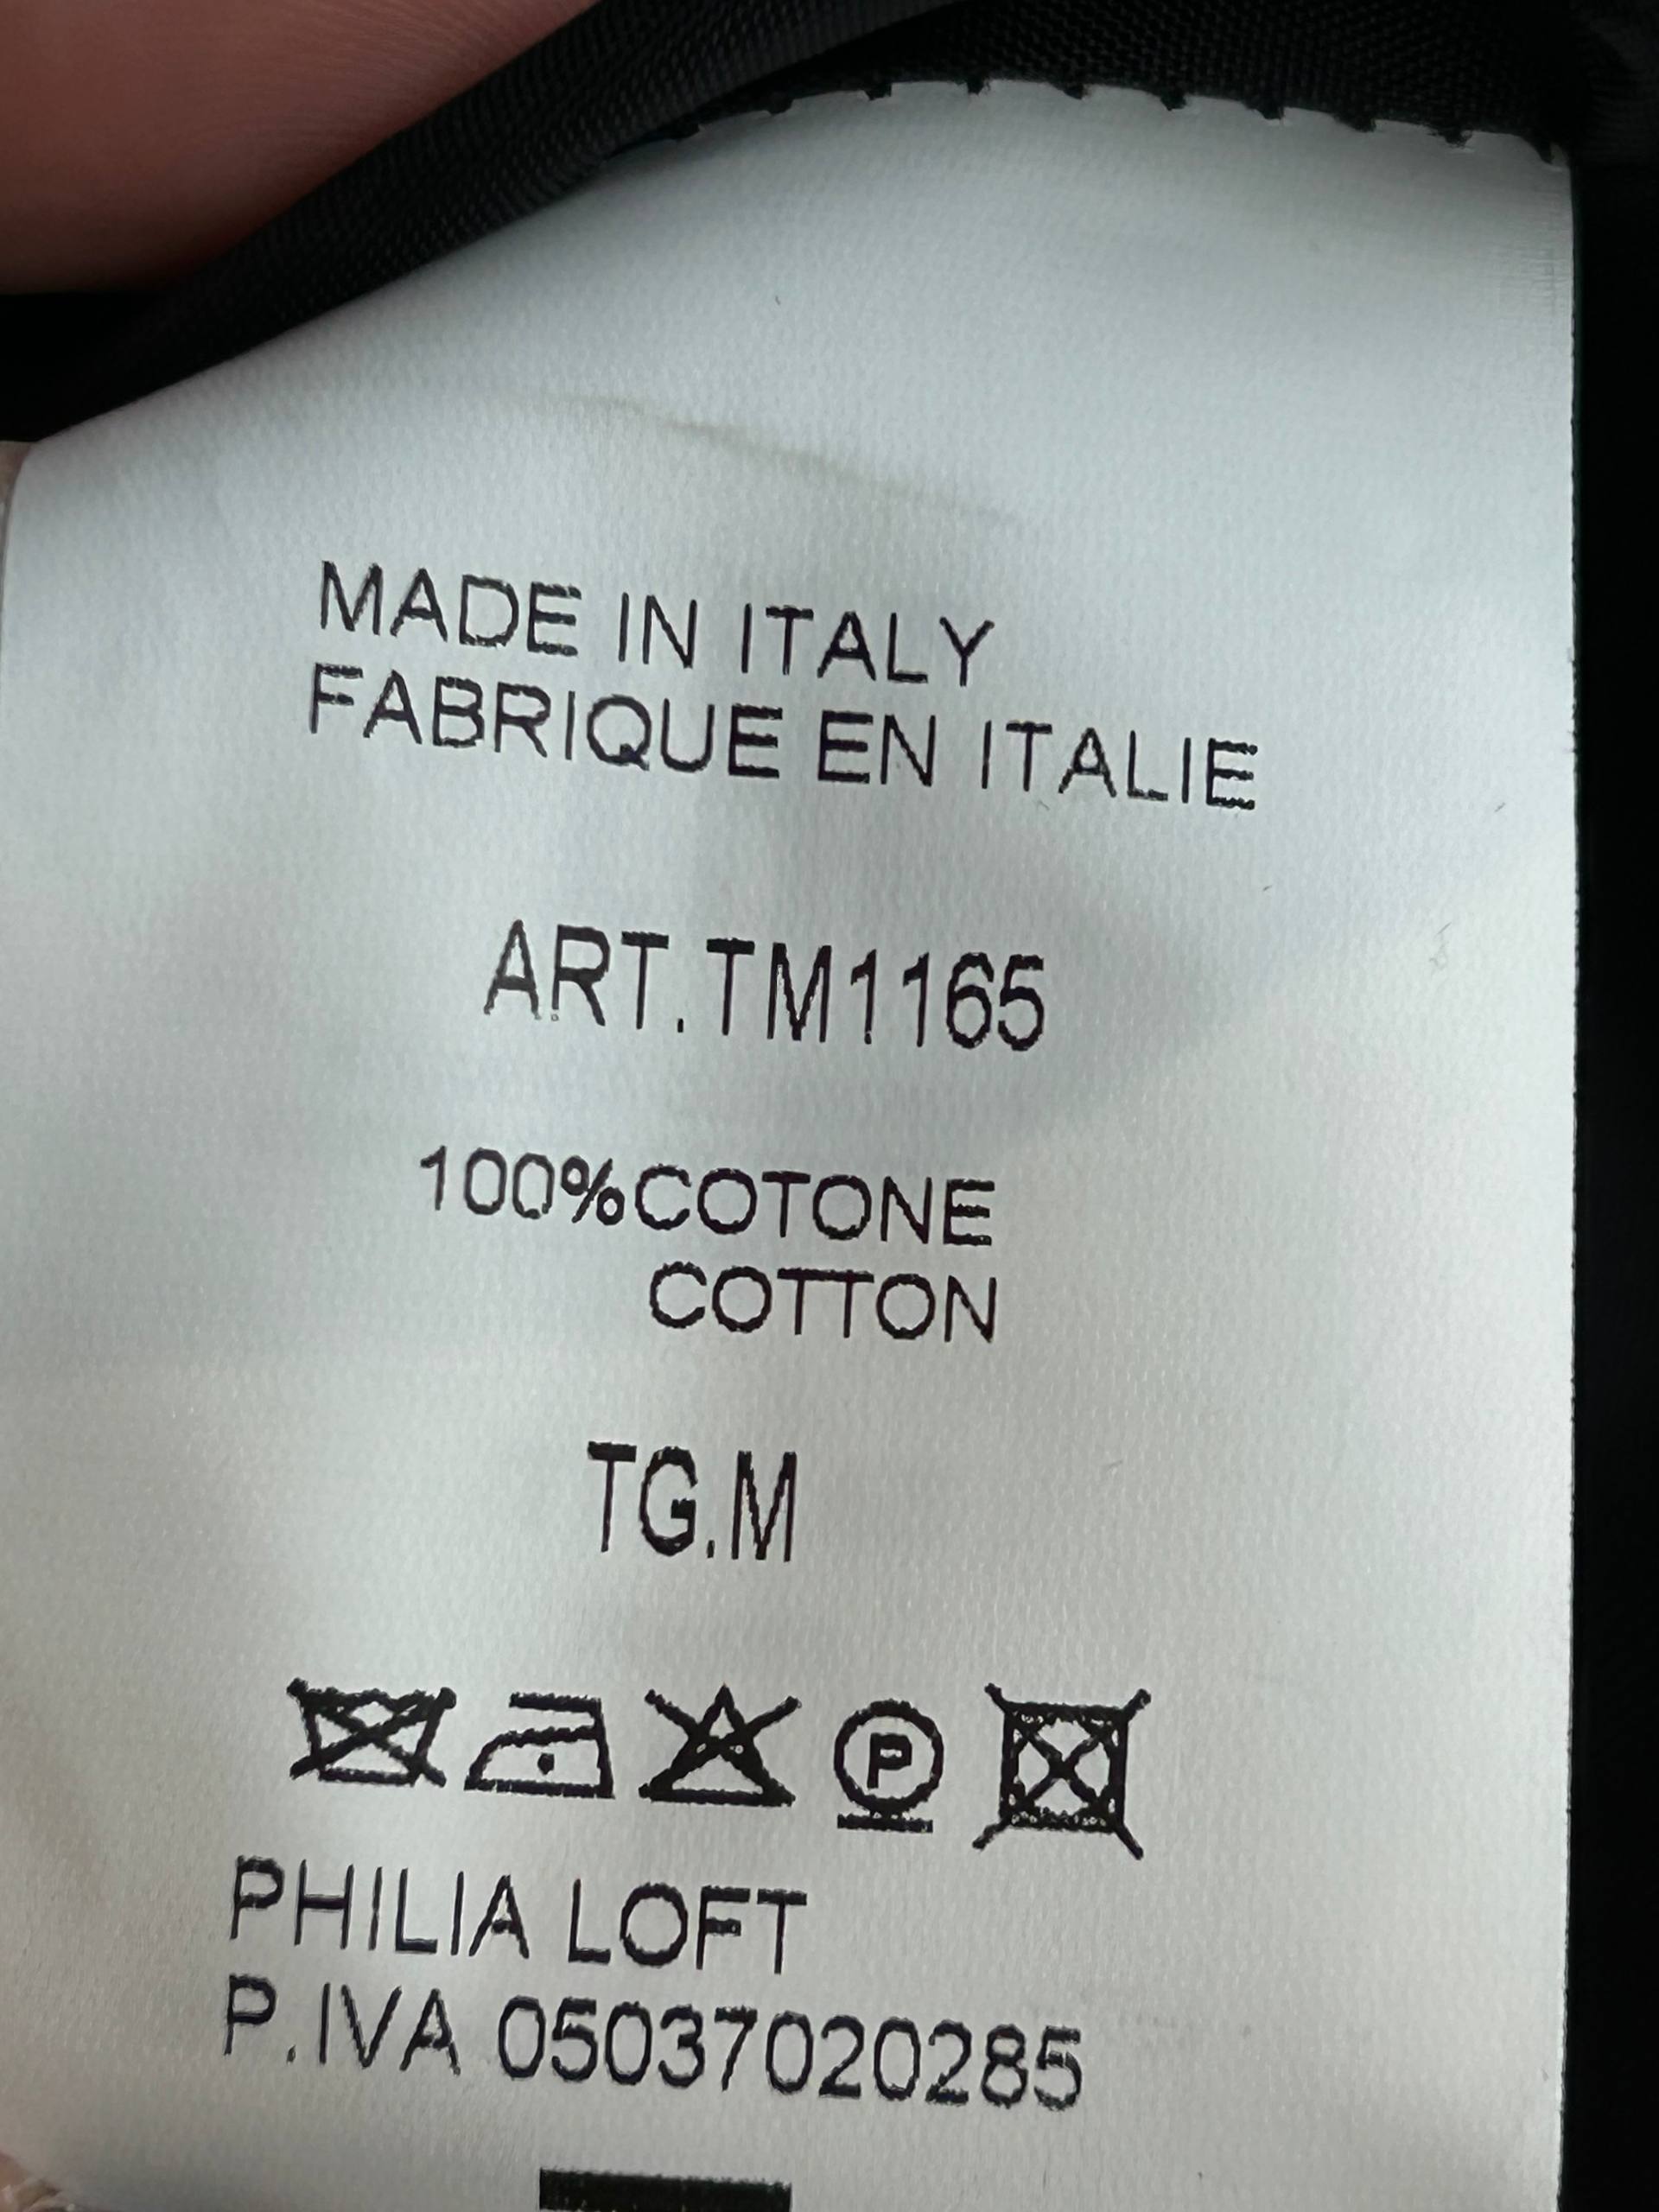 MADE IN ITALY
FABRIQUE EN ITALIE
ART.TM1165
100%COTONE
COTTON
TG.M
P
PHILIA LOFT
P.IVA 05037020285